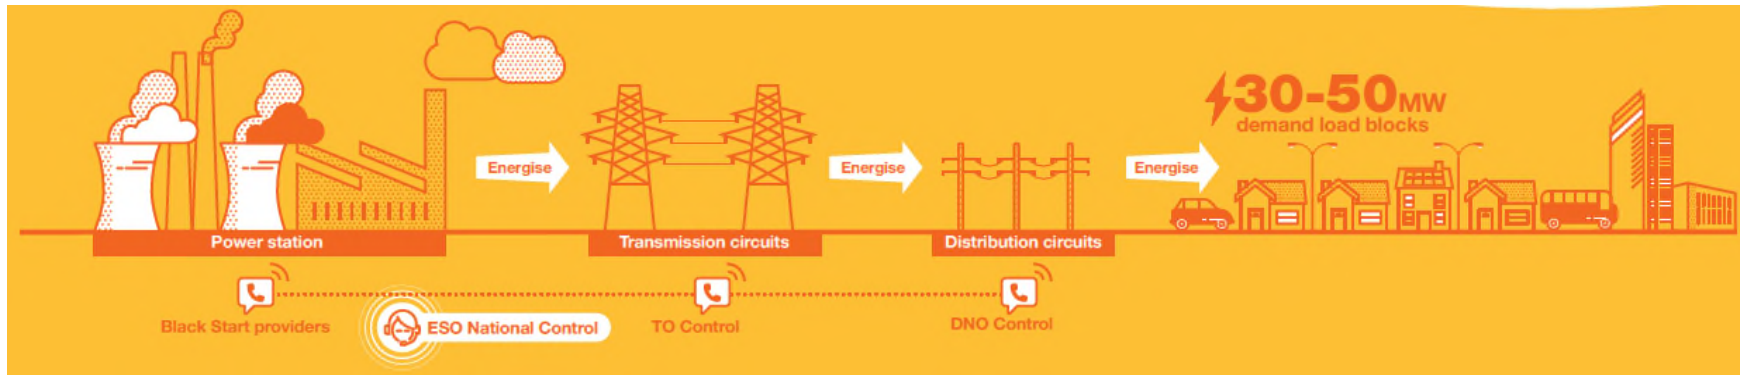 30-50MW
demand load blocks
Energise
Energise
Energise
Power station
Transmission circuits
Distribution circuits
Black Start providers
ESO National Control
TO Control
DNO Control